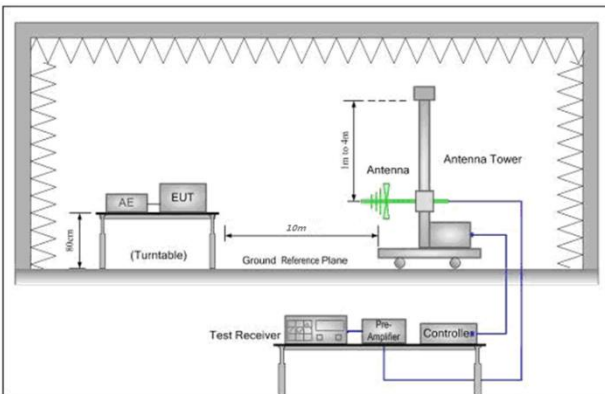 1m to 4m
Antenna
Antenna Tower
AE
EUT
80cm
(Turntable)
10m
Ground Reference Plane
Test Receiver
Pre-
Amplifier
Controller